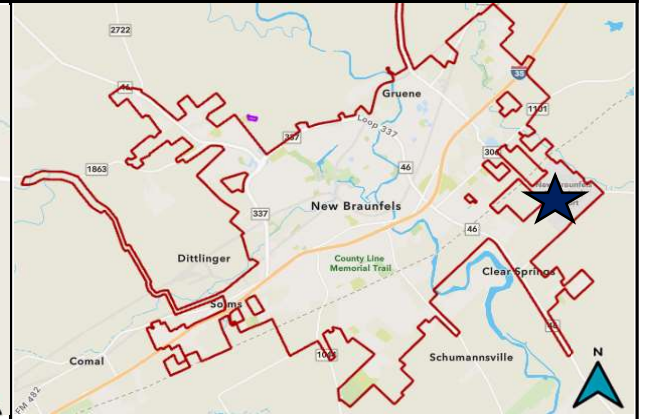 2722
46
Gruene
35
1101
Loop 337
337
306
1863
46
New Braunfels
New Braunfels
337
46
County Line
Memorial Trail
Dittlinger
Clear Springs
Solms
Comal
Schumannsville
FM 482
N